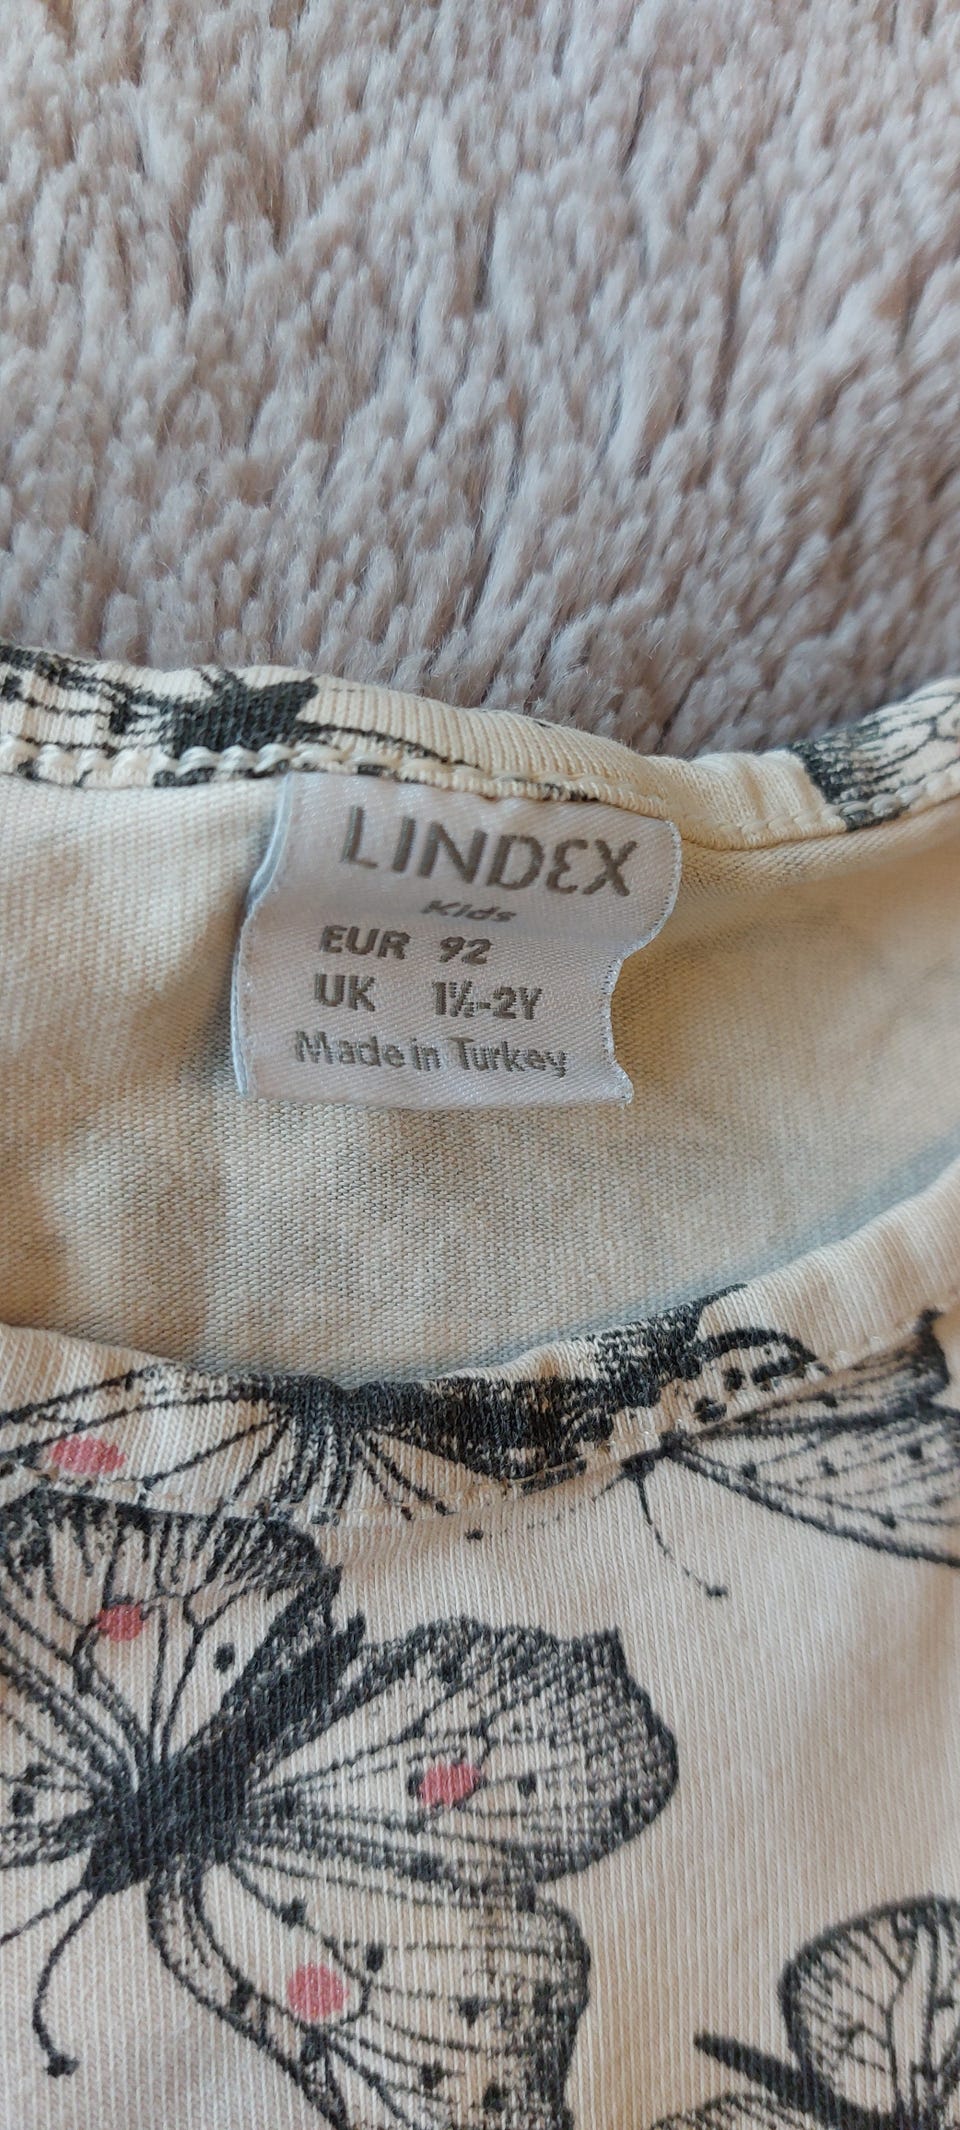 LINDEX
Kids
EUR 92
UK 1½-2Y
Made in Turkey